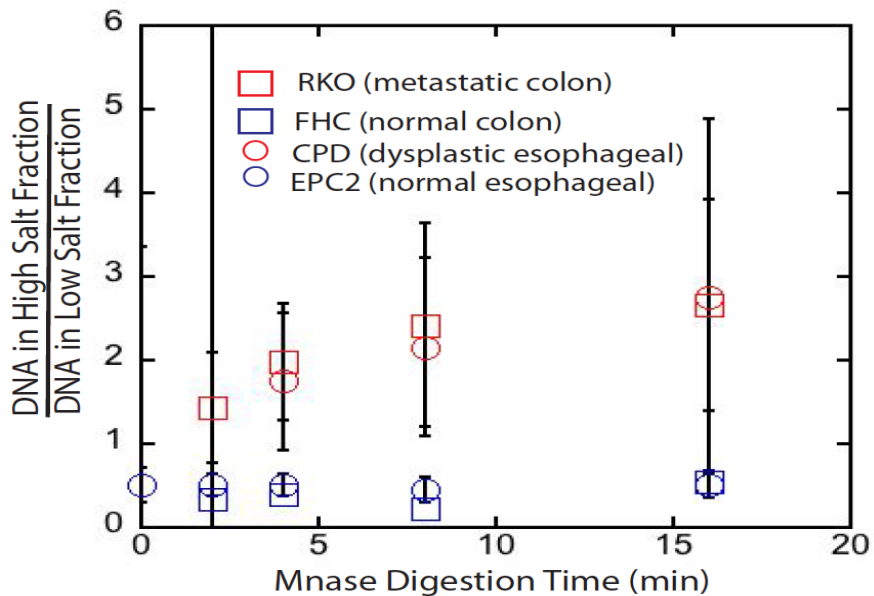 DNA in High Salt Fraction
DNA in Low Salt Fraction
6
5
4
3
2
1
0
RKO (metastatic colon)
FHC (normal colon)
CPD (dysplastic esophageal)
EPC2 (normal esophageal)
0 5 10 15 20
Mnase Digestion Time (min)